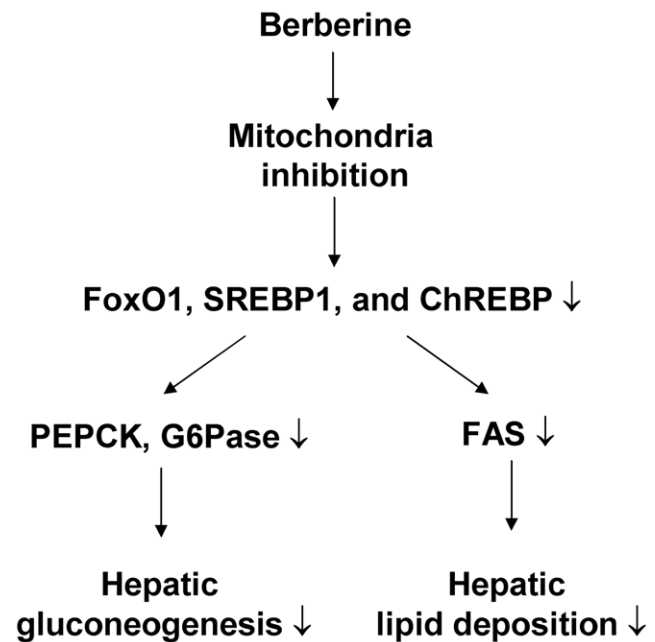 Berberine
Mitochondria
inhibition
FoxO1, SREBP1, and ChREBP ↓
PEPCK, G6Pase ↓
FAS ↓
Hepatic
gluconeogenesis ↓
Hepatic
lipid deposition ↓